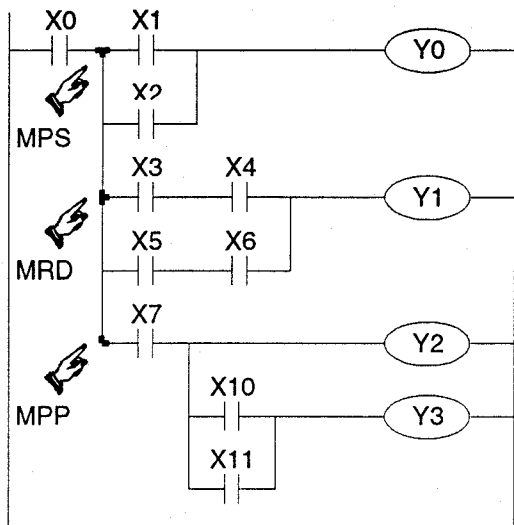 X0 X1 Y0
X2
MPS
X3 X4 Y1
X5 X6
MRD
X7 Y2
X10 Y3
MPP
X11